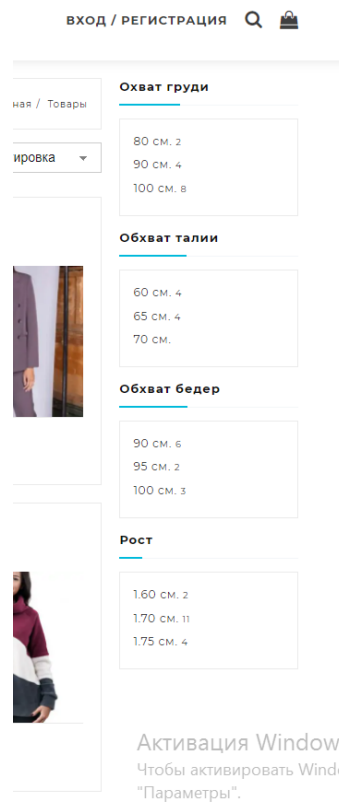 ВХОД / РЕГИСТРАЦИЯ
ная / Товары
ировка
Охват груди
80 см. 2
90 см. 4
100 см. 8
Обхват талии
60 см. 4
65 см. 4
70 см.
Обхват бедер
90 см. 6
95 см. 2
100 см. 3
Рост
1.60 см. 2
1.70 см. 11
1.75 см. 4
Активация Window
Чтобы активировать Wind
"Параметры".